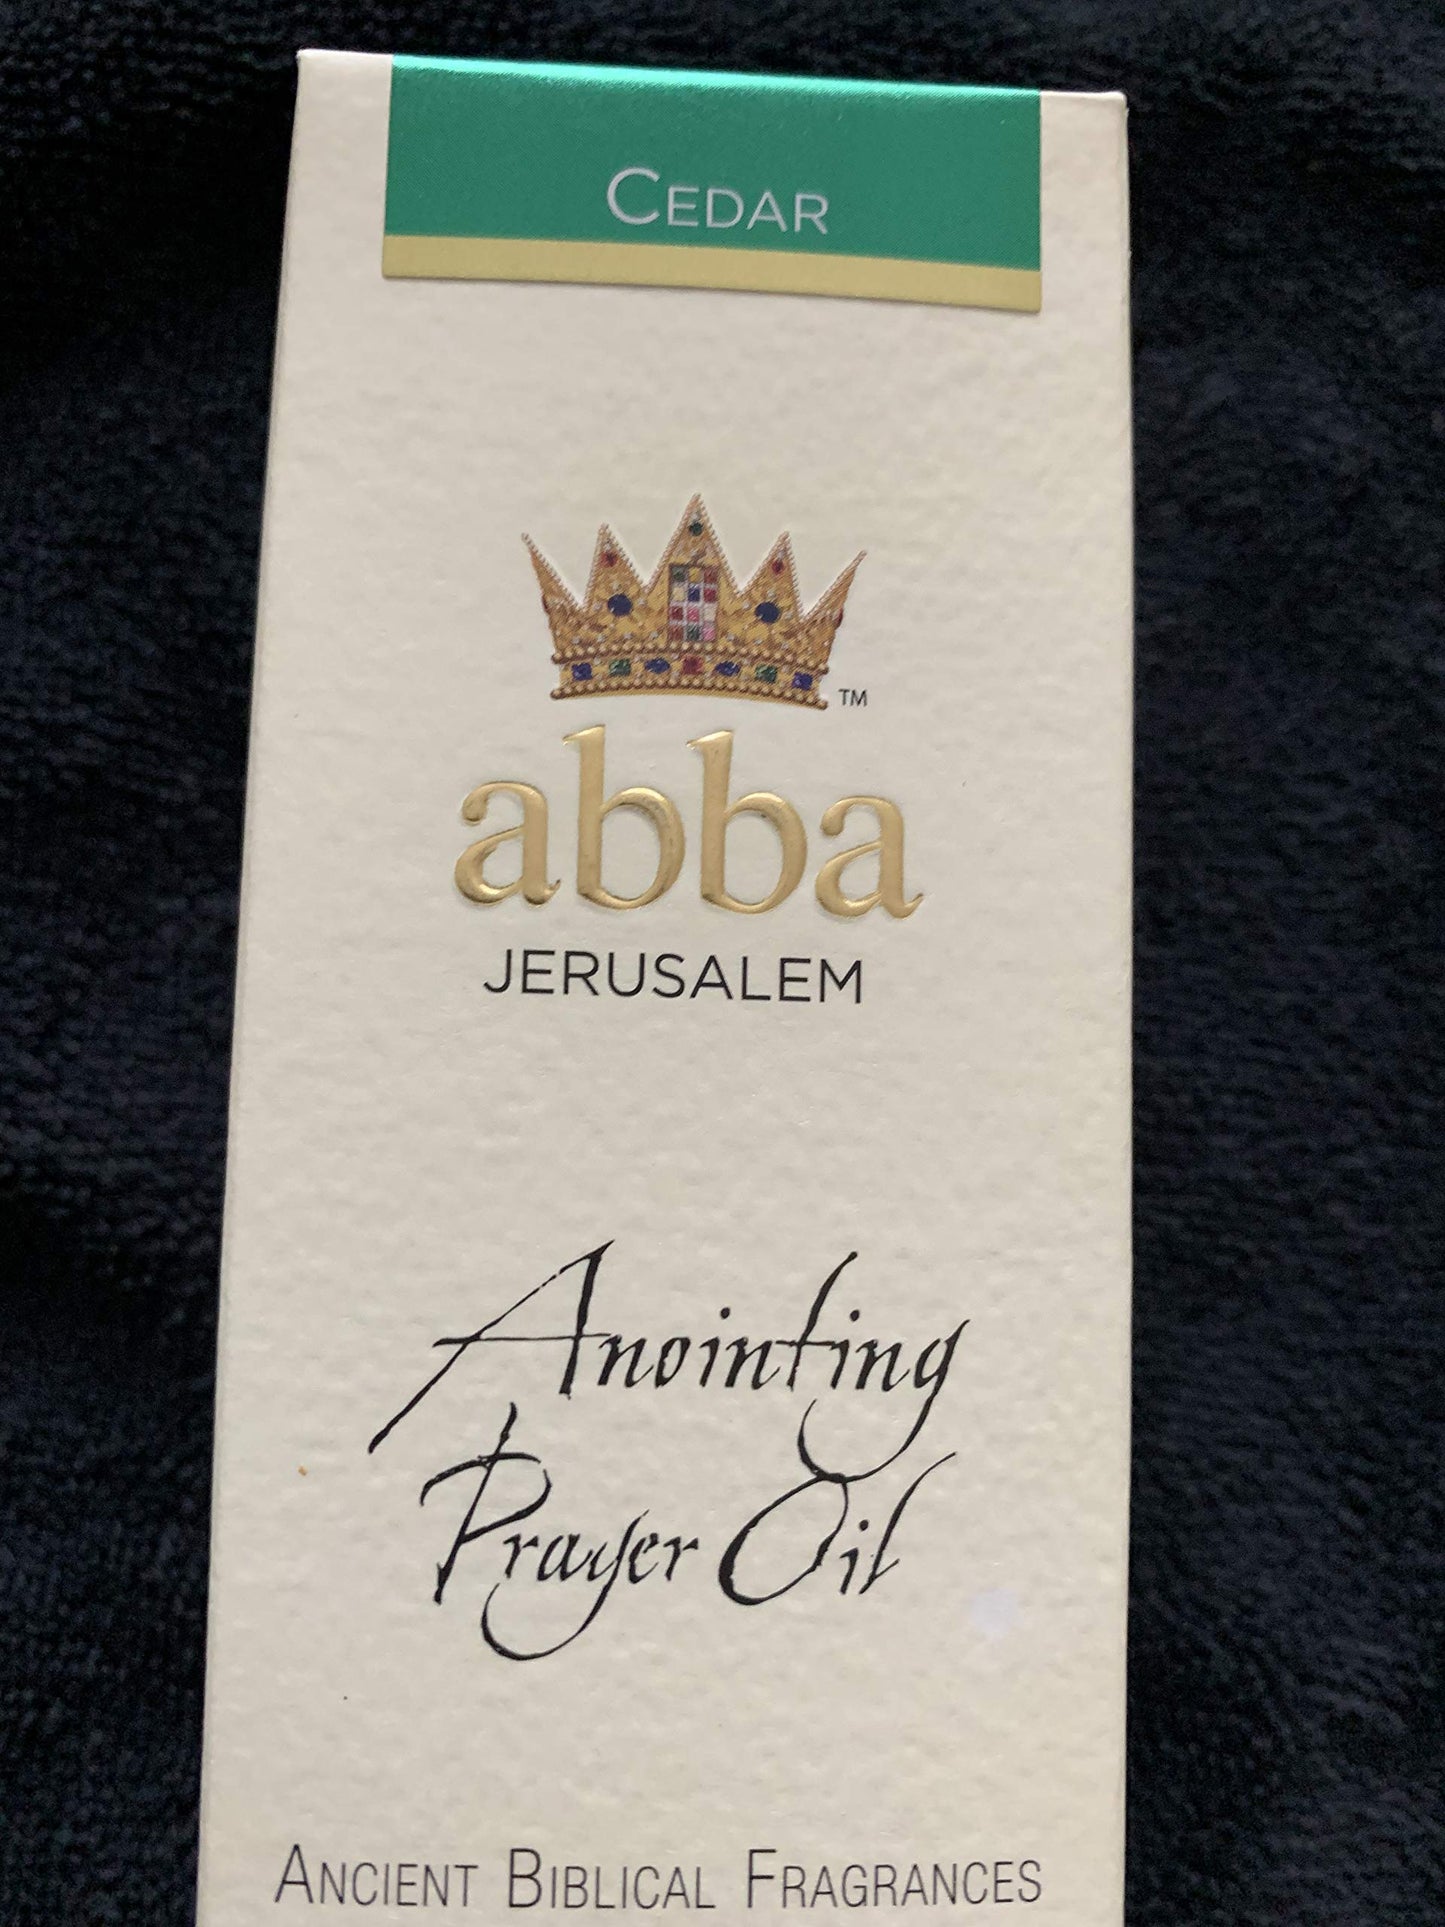 CEDAR
TM
abba
JERUSALEM
Anointing
Prayer Oil
ANCIENT BIBLICAL FRAGRANCES